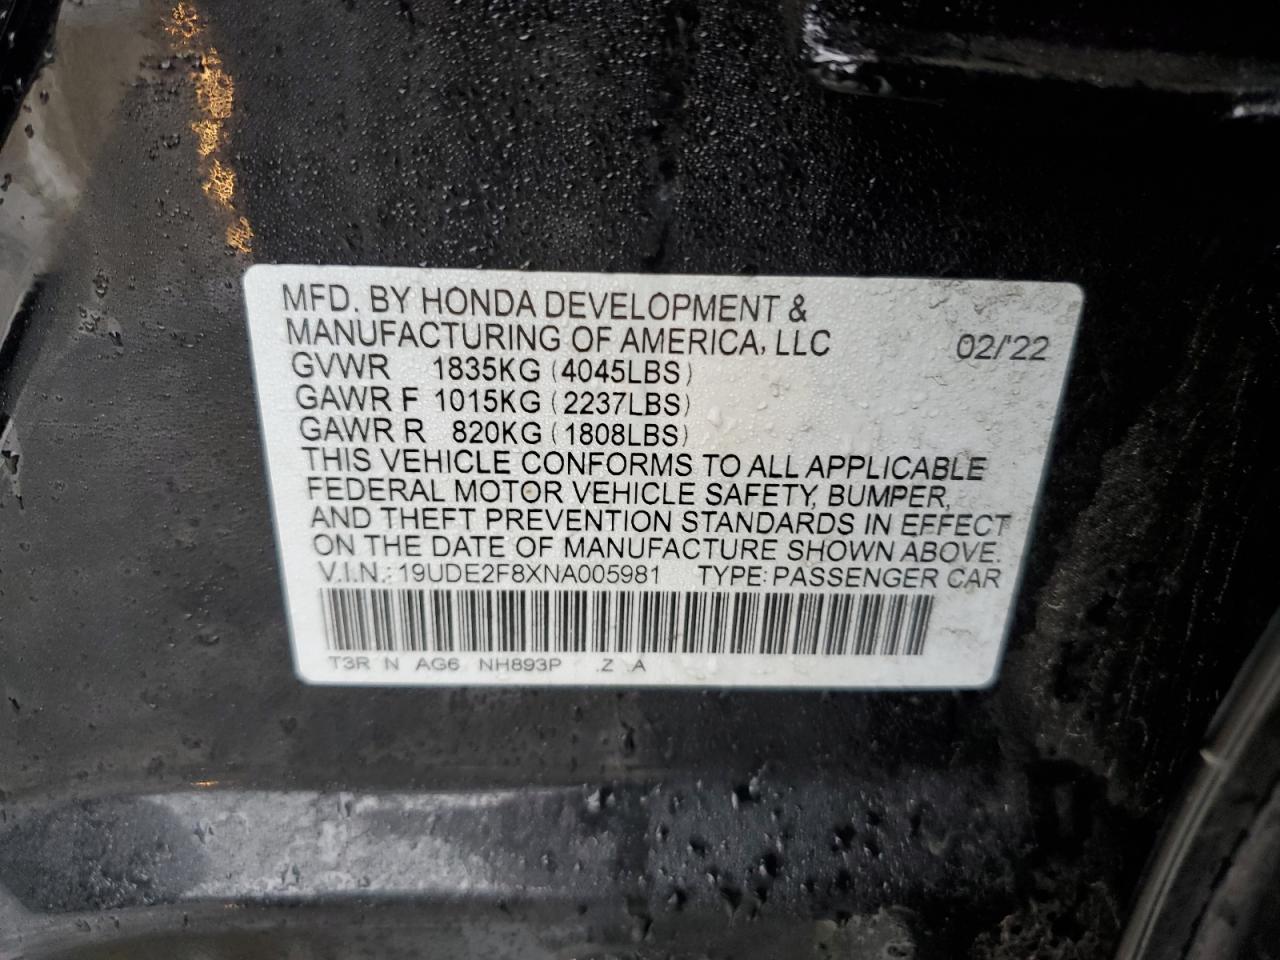 MFD. BY HONDA DEVELOPMENT &
MANUFACTURING OF AMERICA, LLC 02/'22
GVWR 1835KG (4045LBS)
GAWR F 1015KG (2237LBS)
GAWR R 820KG (1808LBS)
THIS VEHICLE CONFORMS TO ALL APPLICABLE
FEDERAL MOTOR VEHICLE SAFETY, BUMPER,
AND THEFT PREVENTION STANDARDS IN EFFECT
ON THE DATE OF MANUFACTURE SHOWN ABOVE.
V.I.N.: 19UDE2F8XNA005981 TYPE: PASSENGER CAR
T3R N AG6 NH893P .Z .A